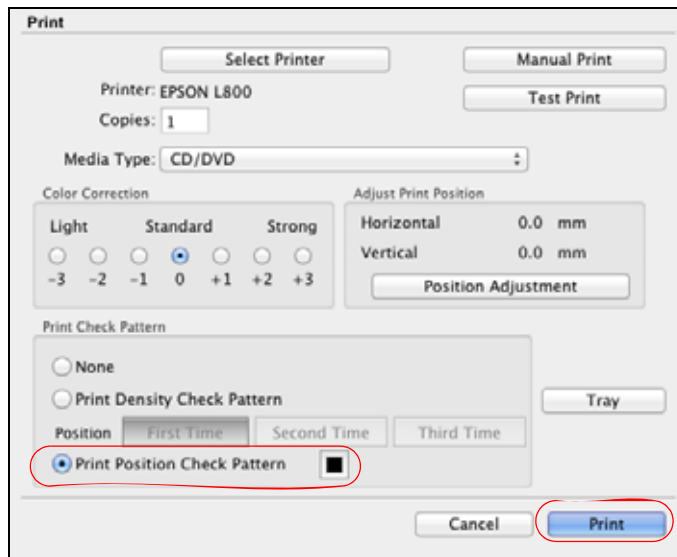 Print
Select Printer Manual Print
Printer: EPSON L800
Test Print
Copies: 1
Media Type: CD/DVD
Color Correction Adjust Print Position
Light Standard Strong
-3 -2 -1 0 +1 +2 +3
Horizontal 0.0 mm
Vertical 0.0 mm
Position Adjustment
Print Check Pattern
None
Print Density Check Pattern
Tray
Position First Time Second Time Third Time
Print Position Check Pattern
Cancel Print